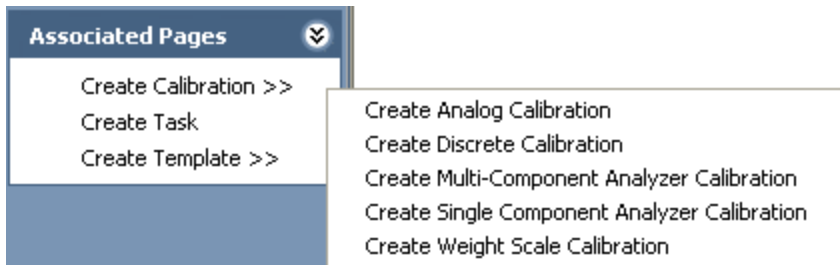 Associated Pages
Create Calibration >>
Create Task
Create Template >>
Create Analog Calibration
Create Discrete Calibration
Create Multi-Component Analyzer Calibration
Create Single Component Analyzer Calibration
Create Weight Scale Calibration